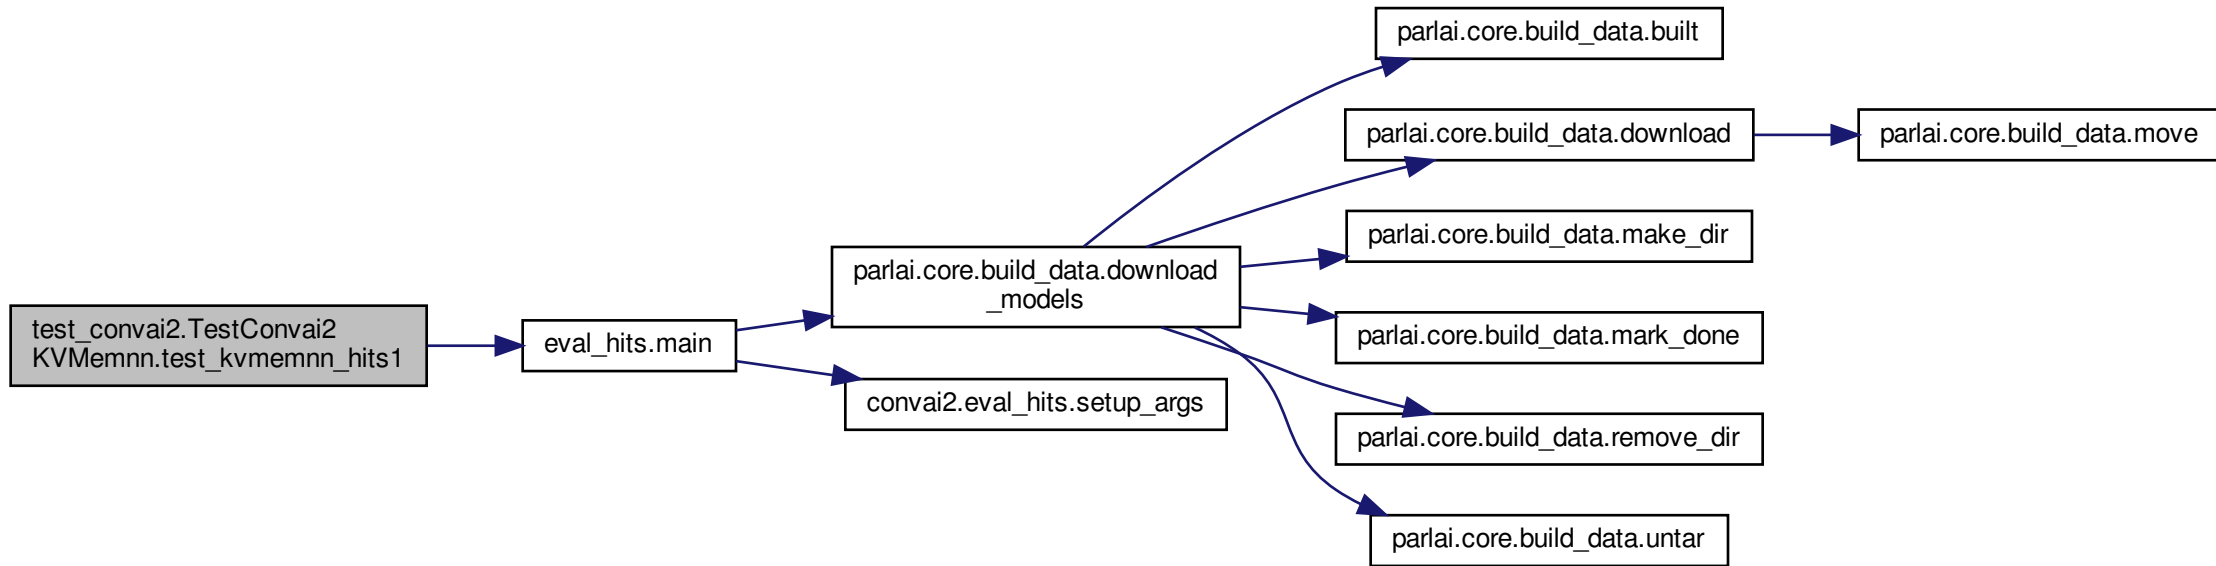 test_convai2.TestConvai2
KVMemnn.test_kvmemnn_hits1
eval_hits.main
parlai.core.build_data.download
_models
convai2.eval_hits.setup_args
parlai.core.build_data.built
parlai.core.build_data.download
parlai.core.build_data.make_dir
parlai.core.build_data.mark_done
parlai.core.build_data.remove_dir
parlai.core.build_data.untar
parlai.core.build_data.move